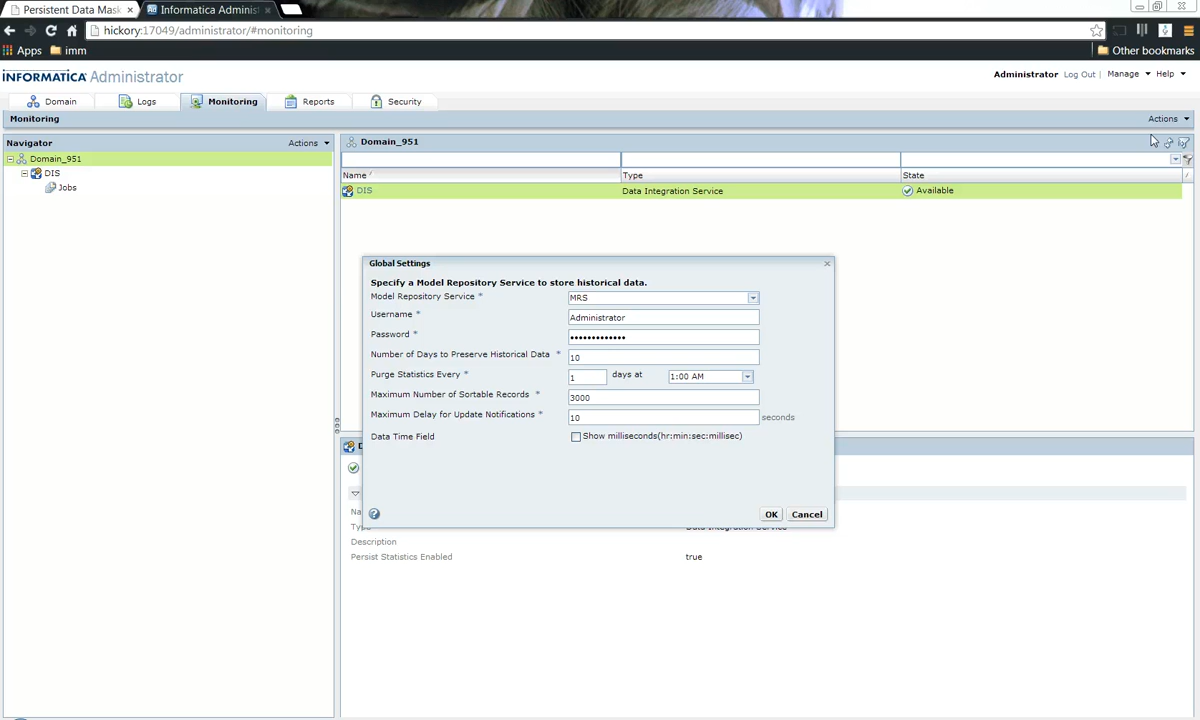 Persistent Data Mask
Informatica Administ
hickory:17049/administrator/#monitoring
Apps imm Other bookmarks
INFORMATICA Administrator
Administrator Log Out | Manage Help
Domain Logs Monitoring Reports Security
Monitoring Actions
Navigator Actions
Domain_951
DIS
Jobs
Domain_951
Name Type State
DIS Data Integration Service Available
Global Settings
Specify a Model Repository Service to store historical data.
Model Repository Service * MRS
Username * Administrator
Password * •••••••••••••
Number of Days to Preserve Historical Data * 10
Purge Statistics Every * 1 days at 1:00 AM
Maximum Number of Sortable Records * 3000
Maximum Delay for Update Notifications * 10 seconds
Data Time Field Show milliseconds(hr:min:sec:millisec)
OK Cancel
Description
Persist Statistics Enabled true